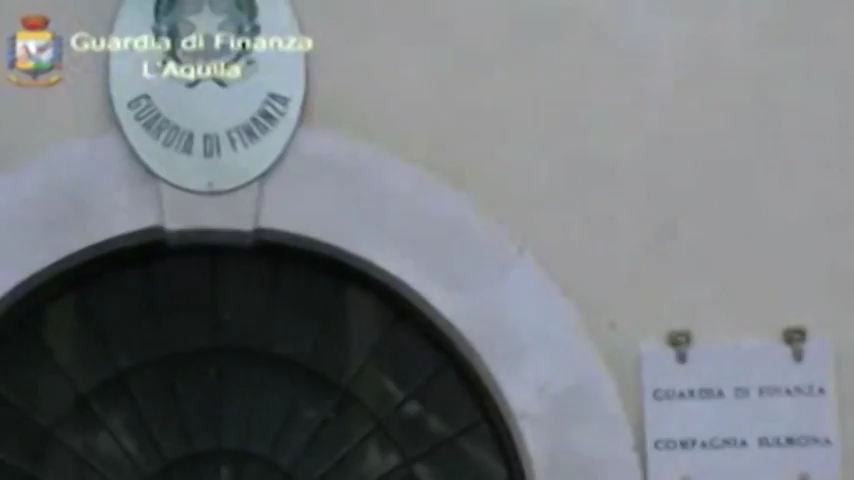 Guardia di Finanza
L'Aquila
GUARDIA DI FINANZA
GUARDIA DI FINANZA
COMPAGNIA SULMONA